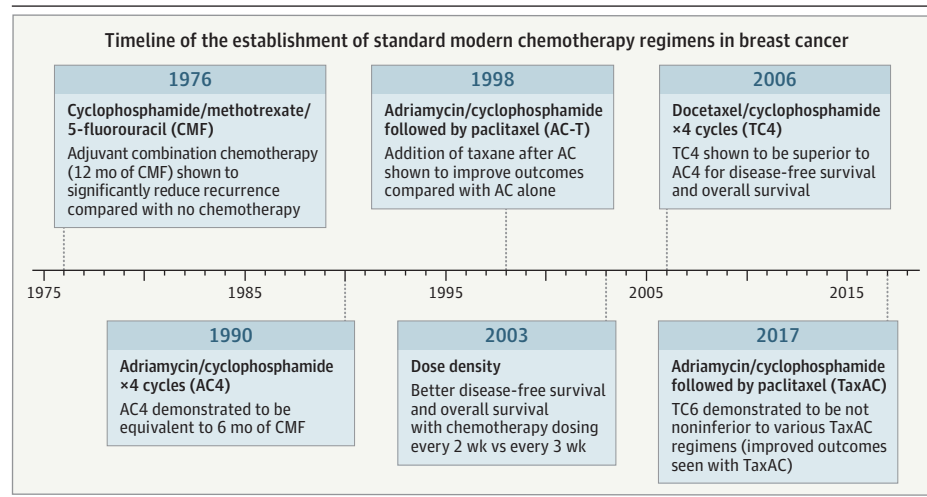 Timeline of the establishment of standard modern chemotherapy regimens in breast cancer
1976
Cyclophosphamide/methotrexate/
5-fluorouracil (CMF)
Adjuvant combination chemotherapy
(12 mo of CMF) shown to
significantly reduce recurrence
compared with no chemotherapy
1998
Adriamycin/cyclophosphamide
followed by paclitaxel (AC-T)
Addition of taxane after AC
shown to improve outcomes
compared with AC alone
2006
Docetaxel/cyclophosphamide
×4 cycles (TC4)
TC4 shown to be superior to
AC4 for disease-free survival
and overall survival
1975
1985
1995
2005
2015
1990
Adriamycin/cyclophosphamide
×4 cycles (AC4)
AC4 demonstrated to be
equivalent to 6 mo of CMF
2003
Dose density
Better disease-free survival
and overall survival
with chemotherapy dosing
every 2 wk vs every 3 wk
2017
Adriamycin/cyclophosphamide
followed by paclitaxel (TaxAC)
TC6 demonstrated to be not
noninferior to various TaxAC
regimens (improved outcomes
seen with TaxAC)